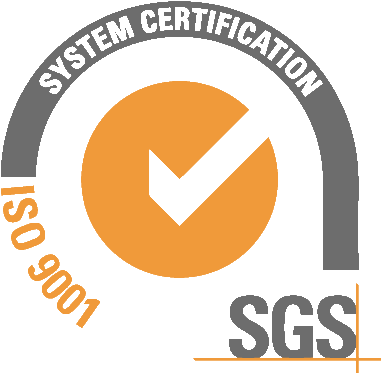 SYSTEM CERTIFICATION
ISO 9001
SGS